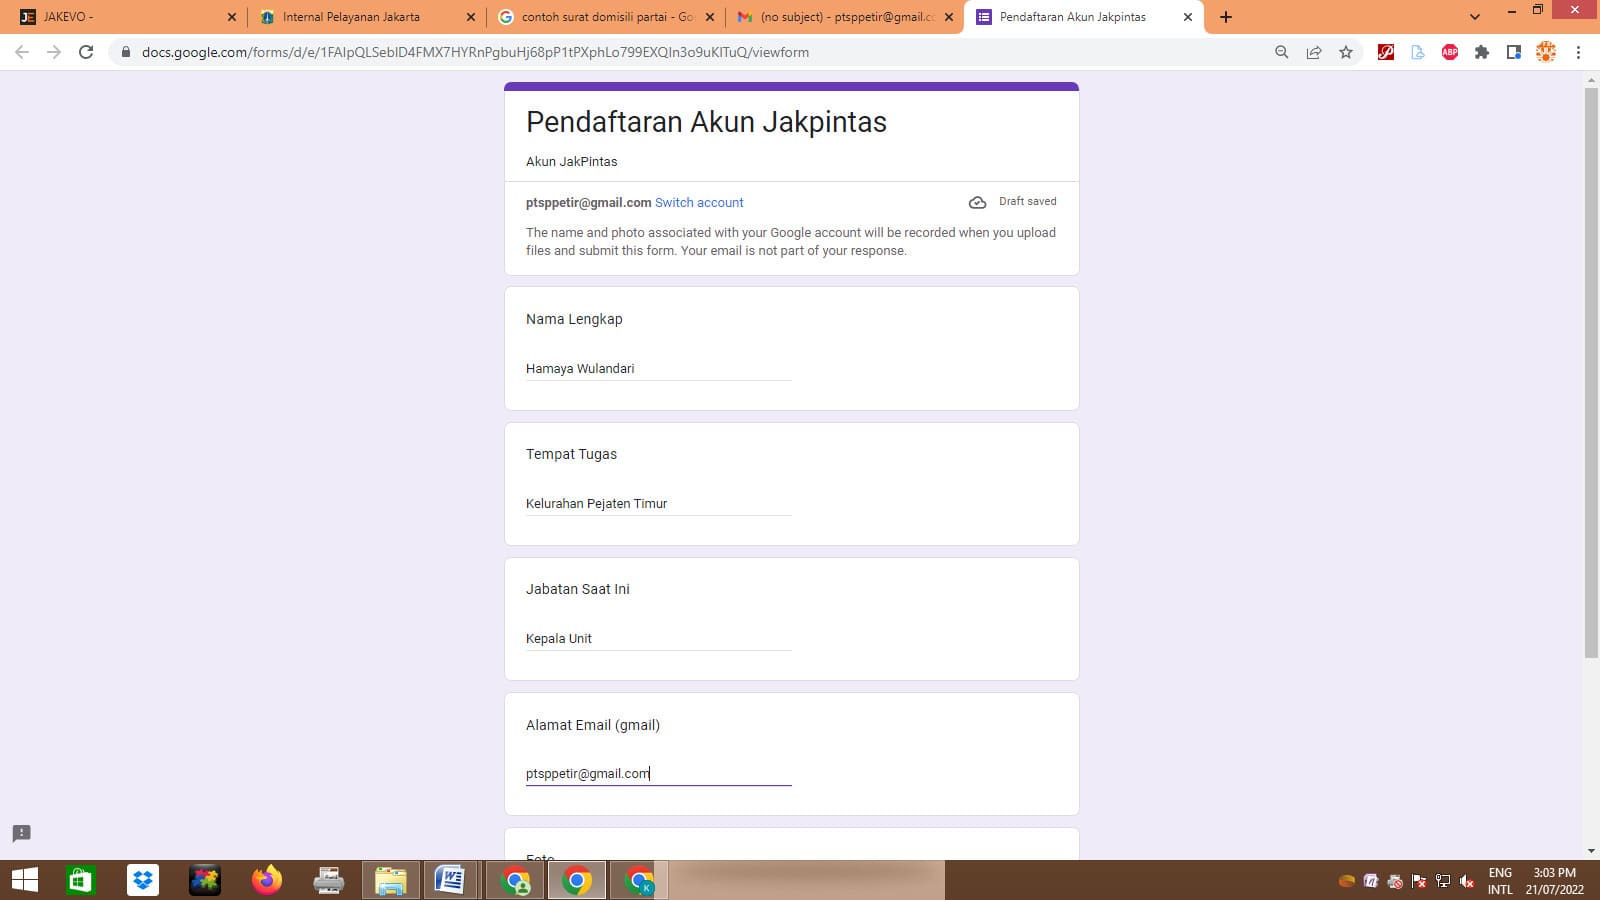 JAKEVO -
Internal Pelayanan Jakarta
contoh surat domisili partai - Go
(no subject) - ptsppetir@gmail.c
Pendaftaran Akun Jakpintas
docs.google.com/forms/d/e/1FAIpQLSebID4FMX7HYRnPgbuHj68pP1tPXphLo799EXQIn3o9uKITuQ/viewform
ABP
Pendaftaran Akun Jakpintas
Akun JakPintas
ptsppetir@gmail.com Switch account
Draft saved
The name and photo associated with your Google account will be recorded when you upload
files and submit this form. Your email is not part of your response.
Nama Lengkap
Hamaya Wulandari
Tempat Tugas
Kelurahan Pejaten Timur
Jabatan Saat Ini
Kepala Unit
Alamat Email (gmail)
ptsppetir@gmail.com
Foto
K
ENG
INTL
3:03 PM
21/07/2022